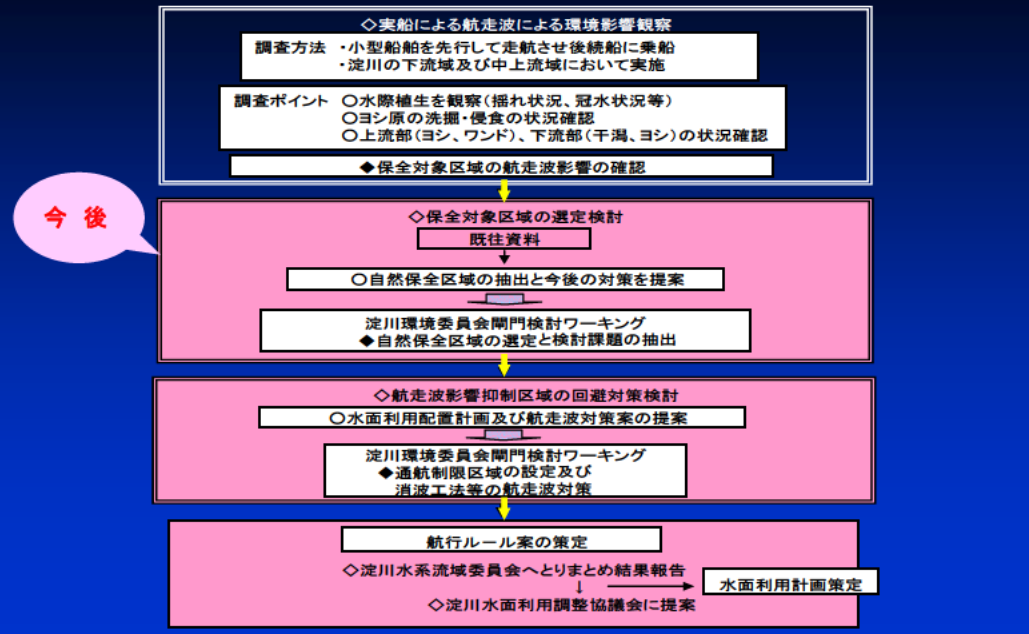 ◇実船による航走波による環境影響観察
調査方法 ・小型船舶を先行して走航させ後続船に乗船
・淀川の下流域及び中上流域において実施
調査ポイント 〇水際植生を観察（揺れ状況、冠水状況等）
〇ヨシ原の洗掘・侵食の状況確認
〇上流部（ヨシ、ワンド）、下流部（干潟、ヨシ）の状況確認
◆保全対象区域の航走波影響の確認
今 後
◇保全対象区域の選定検討
既往資料
〇自然保全区域の抽出と今後の対策を提案
淀川環境委員会閘門検討ワーキング
◆自然保全区域の選定と検討課題の抽出
◇航走波影響抑制区域の回避対策検討
〇水面利用配置計画及び航走波対策案の提案
淀川環境委員会閘門検討ワーキング
◆通航制限区域の設定及び
消波工法等の航走波対策
航行ルール案の策定
◇淀川水系流域委員会へとりまとめ結果報告
↓
水面利用計画策定
◇淀川水面利用調整協議会に提案